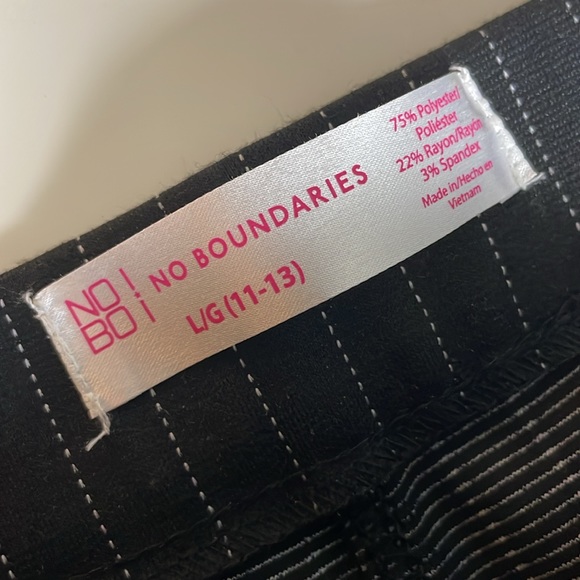 NO!
BO¡
NO BOUNDARIES
L/G (11-13)
75% Polyester/
Poliéster
22% Rayon/Rayon
3% Spandex
Made in/Hecho en
Vietnam